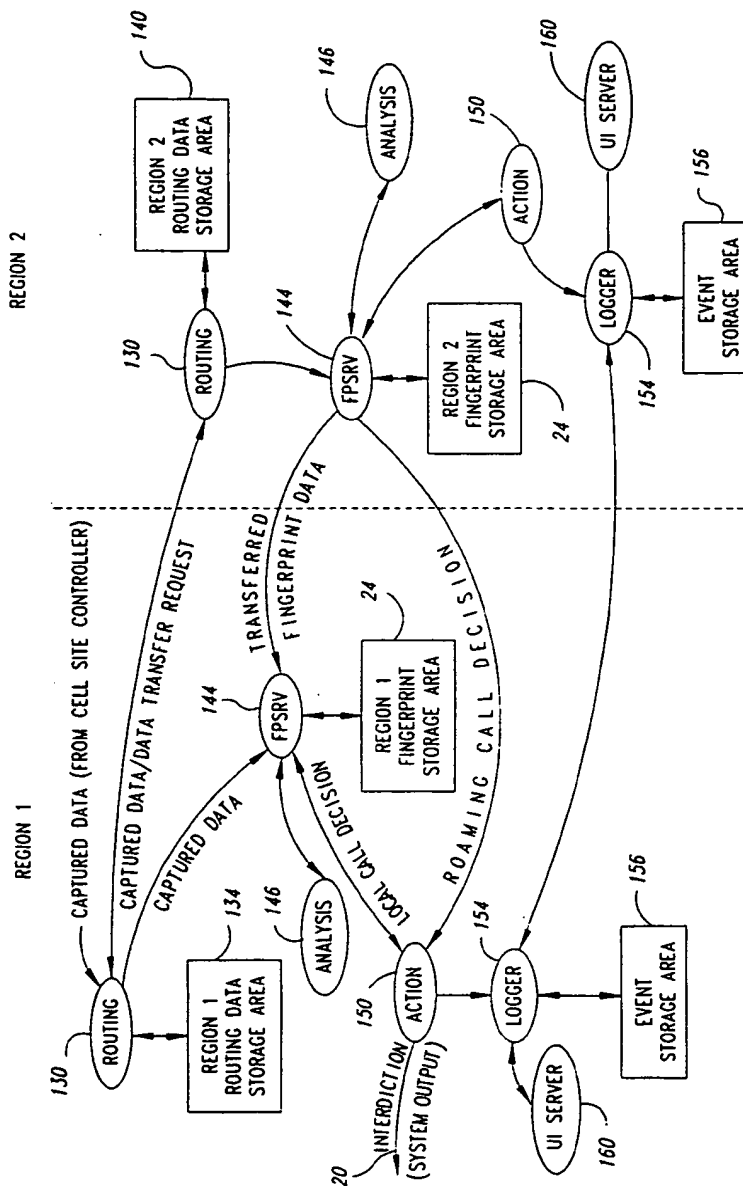 REGION 1
CAPTURED DATA (FROM CELL SITE CONTROLLER)
CAPTURED DATA/DATA TRANSFER REQUEST
CAPTURED DATA
130
ROUTING
134
REGION 1
ROUTING DATA
STORAGE AREA
144
FPSRV
24
REGION 1
FINGERPRINT
STORAGE AREA
146
ANALYSIS
LOCAL CALL DECISION
150
ACTION
20
INTERDICTION
(SYSTEM OUTPUT)
154
LOGGER
156
EVENT
STORAGE AREA
UI SERVER
160
TRANSFERRED
FINGERPRINT DATA
ROAMING CALL DECISION
REGION 2
130
ROUTING
140
REGION 2
ROUTING DATA
STORAGE AREA
144
FPSRV
146
ANALYSIS
REGION 2
FINGERPRINT
STORAGE AREA
24
150
ACTION
160
UI SERVER
LOGGER
154
156
EVENT
STORAGE AREA